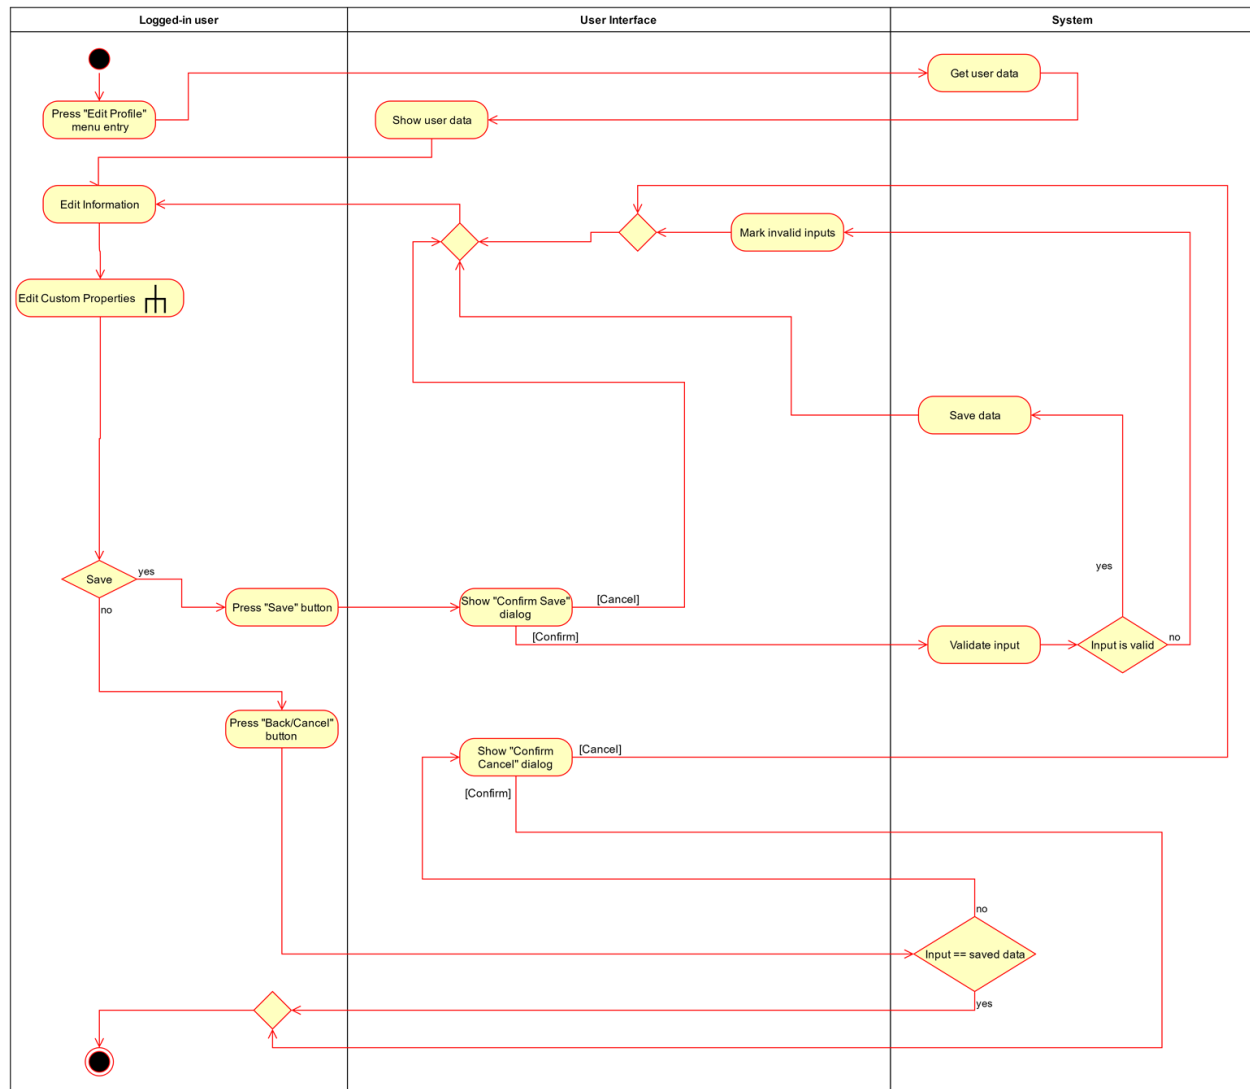 Logged-in user
User Interface
System
Get user data
Press "Edit Profile"
menu entry
Show user data
Edit Information
Mark invalid inputs
Edit Custom Properties
Save data
yes
Save
yes
no
Press "Save" button
Show "Confirm Save"
dialog
[Cancel]
[Confirm]
Validate input
Input is valid
no
Press "Back/Cancel"
button
Show "Confirm
Cancel" dialog
[Cancel]
[Confirm]
no
Input == saved data
yes